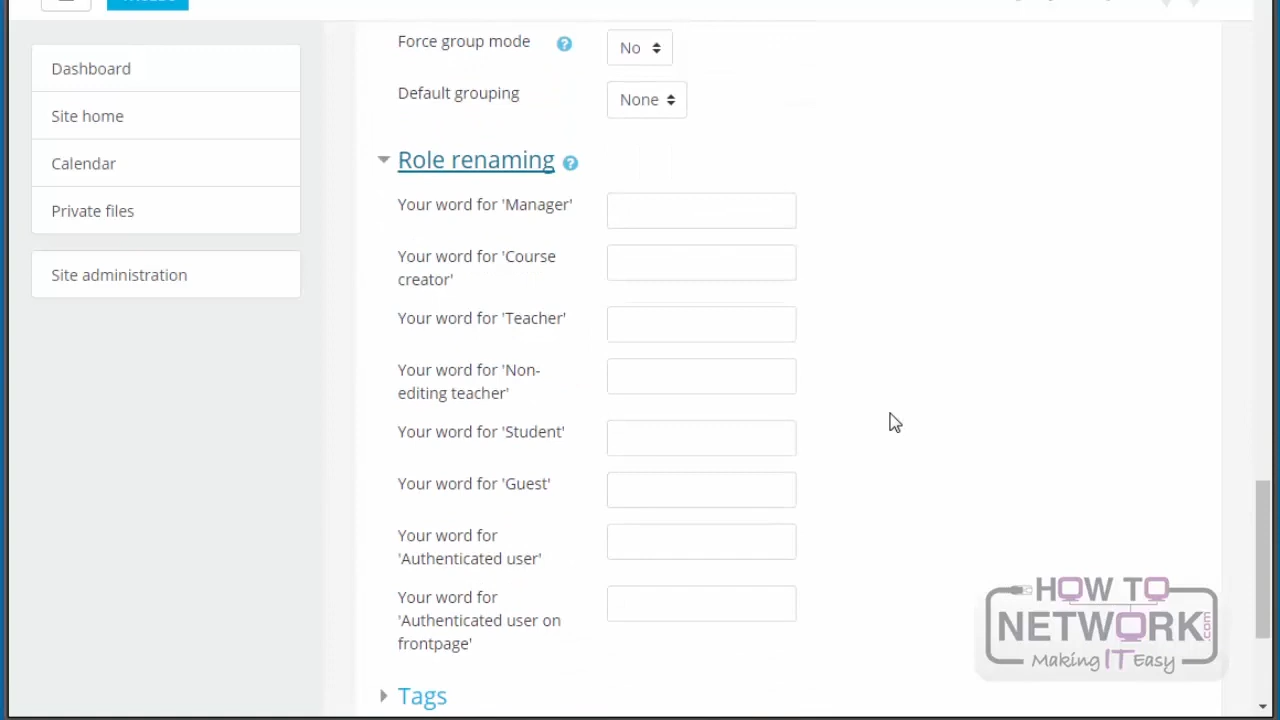 Force group mode
No
Default grouping
None
Dashboard
Site home
Calendar
Private files
Site administration
Role renaming
Your word for 'Manager'
Your word for 'Course
creator'
Your word for 'Teacher'
Your word for 'Non-
editing teacher'
Your word for 'Student'
Your word for 'Guest'
Your word for
'Authenticated user'
Your word for
'Authenticated user on
frontpage'
Tags
HOW TO
NETWORK.com
Making IT Easy